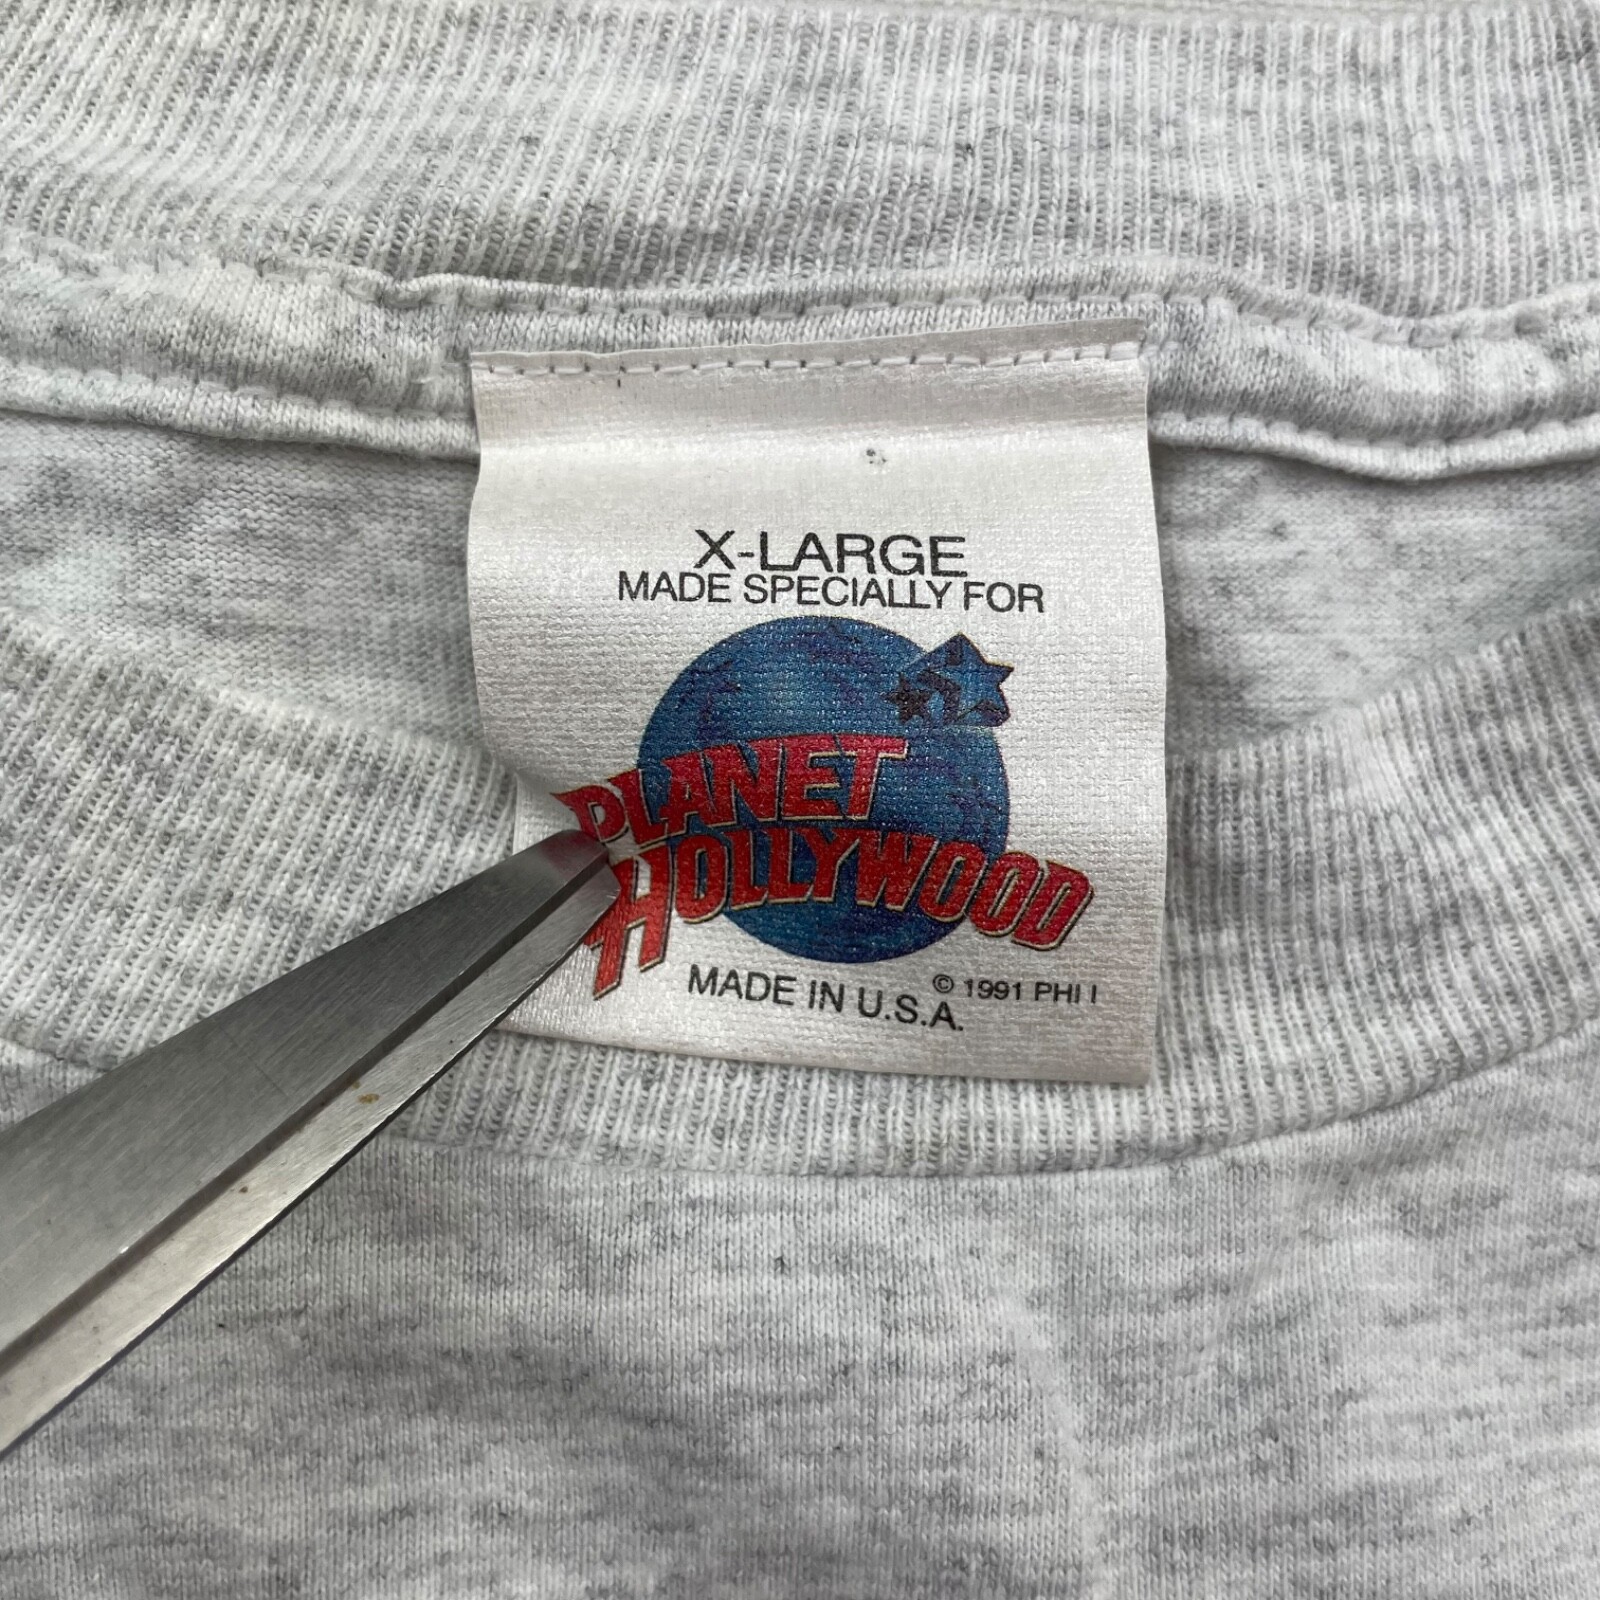 X-LARGE
MADE SPECIALLY FOR
PLANET
HOLLYWOOD
MADE IN U.S.A.
© 1991 PHI I